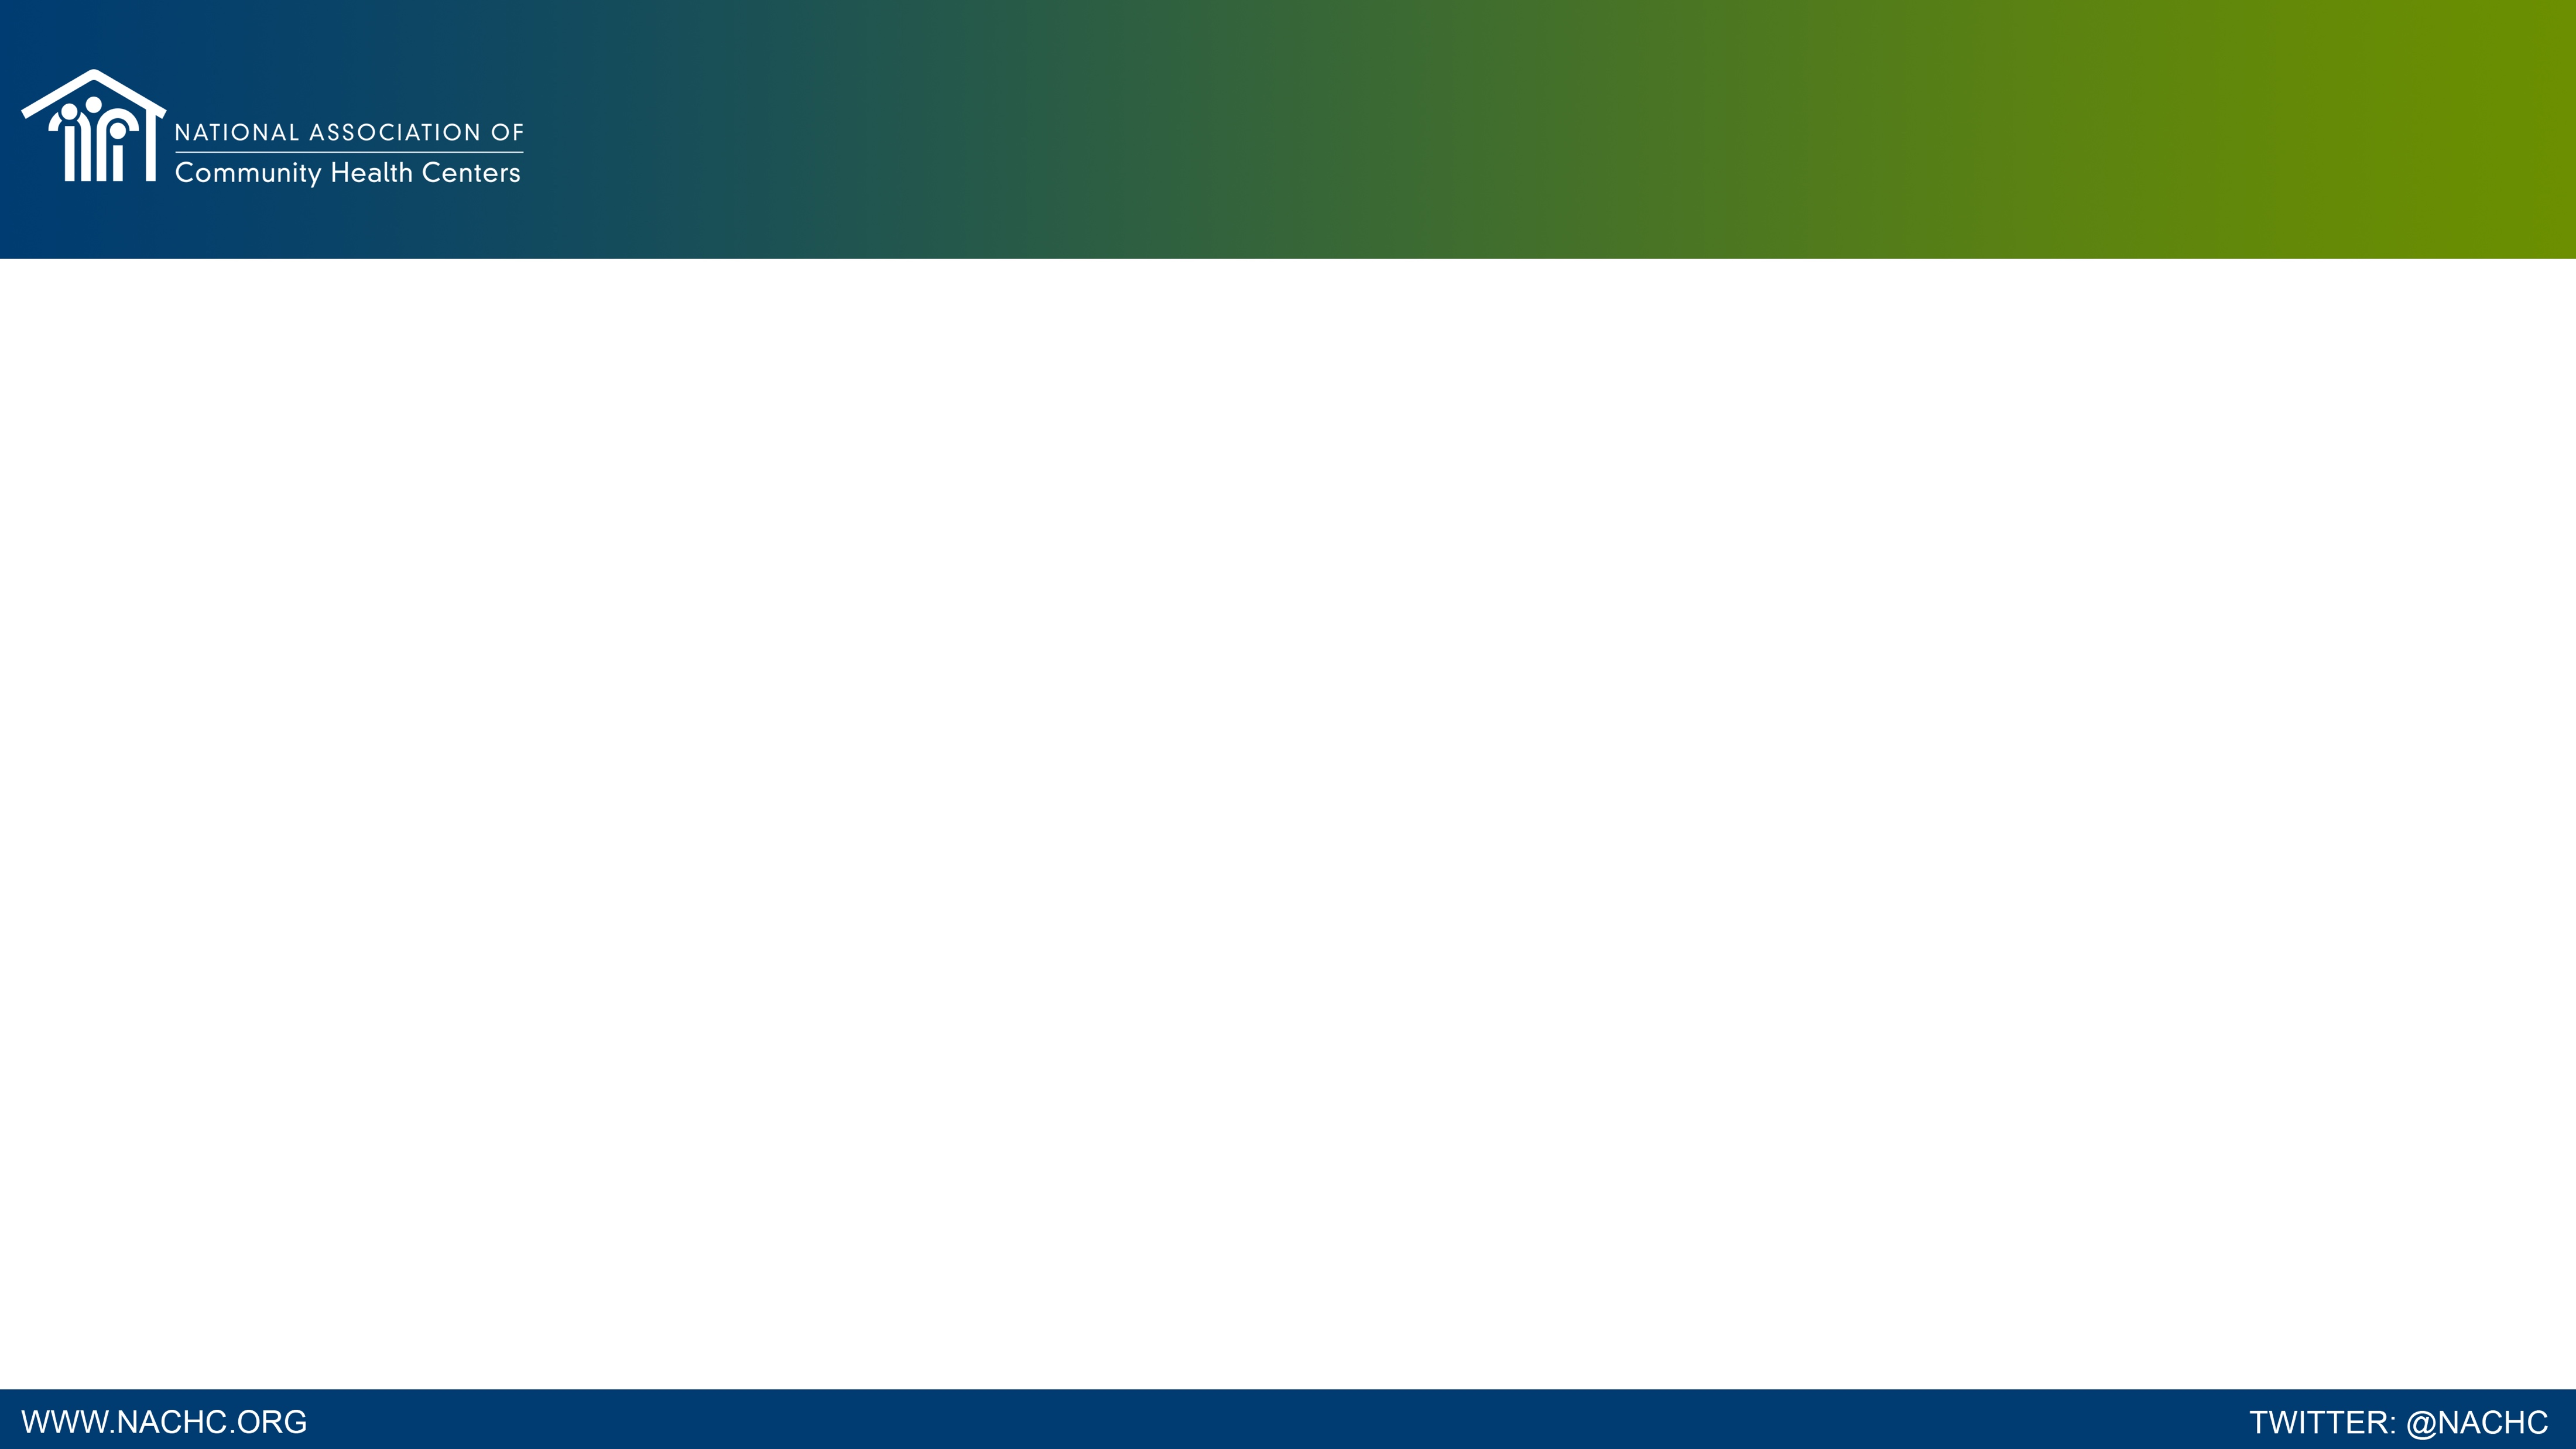 NATIONAL ASSOCIATION OF
Community Health Centers
WWW.NACHC.ORG
TWITTER: @NACHC